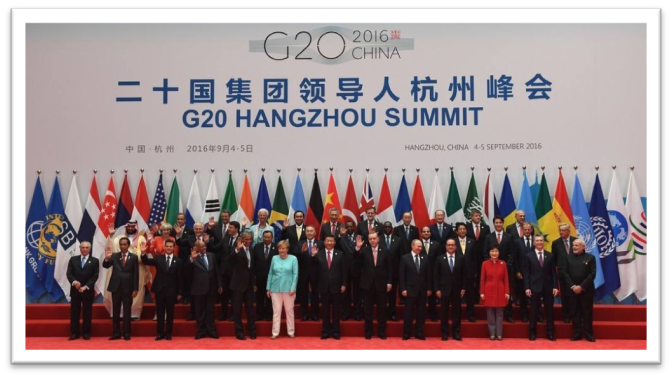 G20 2016
CHINA
二十国集团领导人杭州峰会
G20 HANGZHOU SUMMIT
中国·杭州 2016年9月4-5日
HANGZHOU, CHINA 4-5 SEPTEMBER 2016